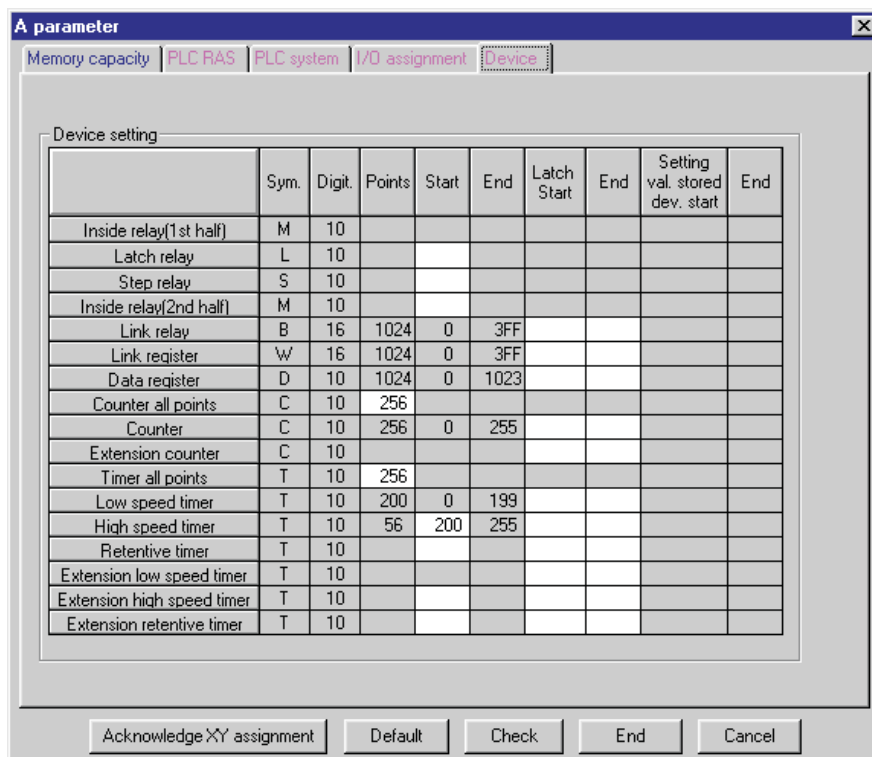 A parameter
Memory capacity PLC RAS PLC system I/O assignment Device
Device setting
Sym. Digit. Points Start End Latch Start End Setting val. stored dev. start End
Inside relay(1st half) M 10
Latch relay L 10
Step relay S 10
Inside relay(2nd half) M 10
Link relay B 16 1024 0 3FF
Link register W 16 1024 0 3FF
Data register D 10 1024 0 1023
Counter all points C 10 256
Counter C 10 256 0 255
Extension counter C 10
Timer all points T 10 256
Low speed timer T 10 200 0 199
High speed timer T 10 56 200 255
Retentive timer T 10
Extension low speed timer T 10
Extension high speed timer T 10
Extension retentive timer T 10
Acknowledge XY assignment Default Check End Cancel